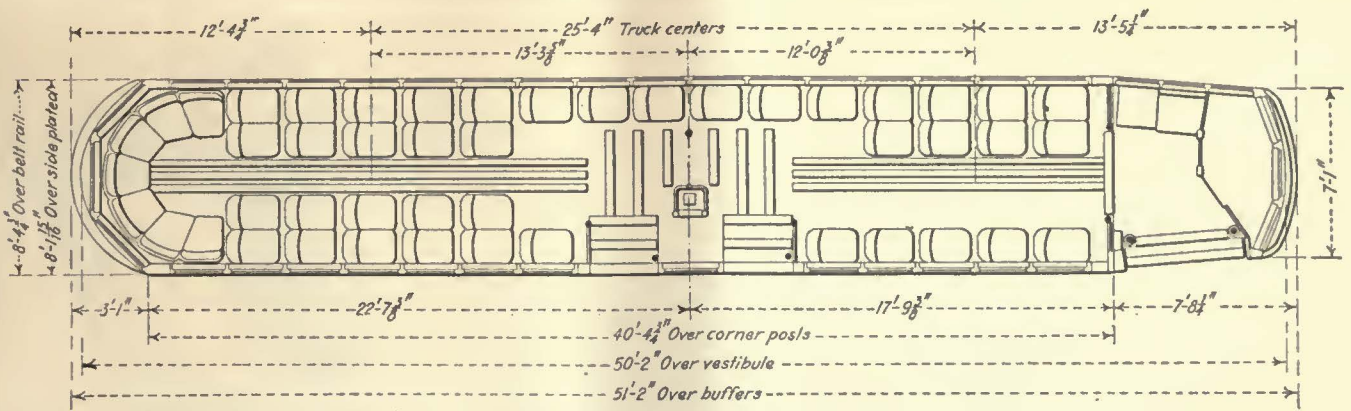 12'-4¾"
25'-4" Truck centers
13'-5¼"
13'-3⅝"
12'-0⅜"
8'-4¾" Over belt rail
8'-1 15/16" Over side plates
7'-1"
3'-1"
22'-7⅜"
17'-9⅜"
7'-8¼"
40'-4¾" Over corner posts
50'-2" Over vestibule
51'-2" Over buffers